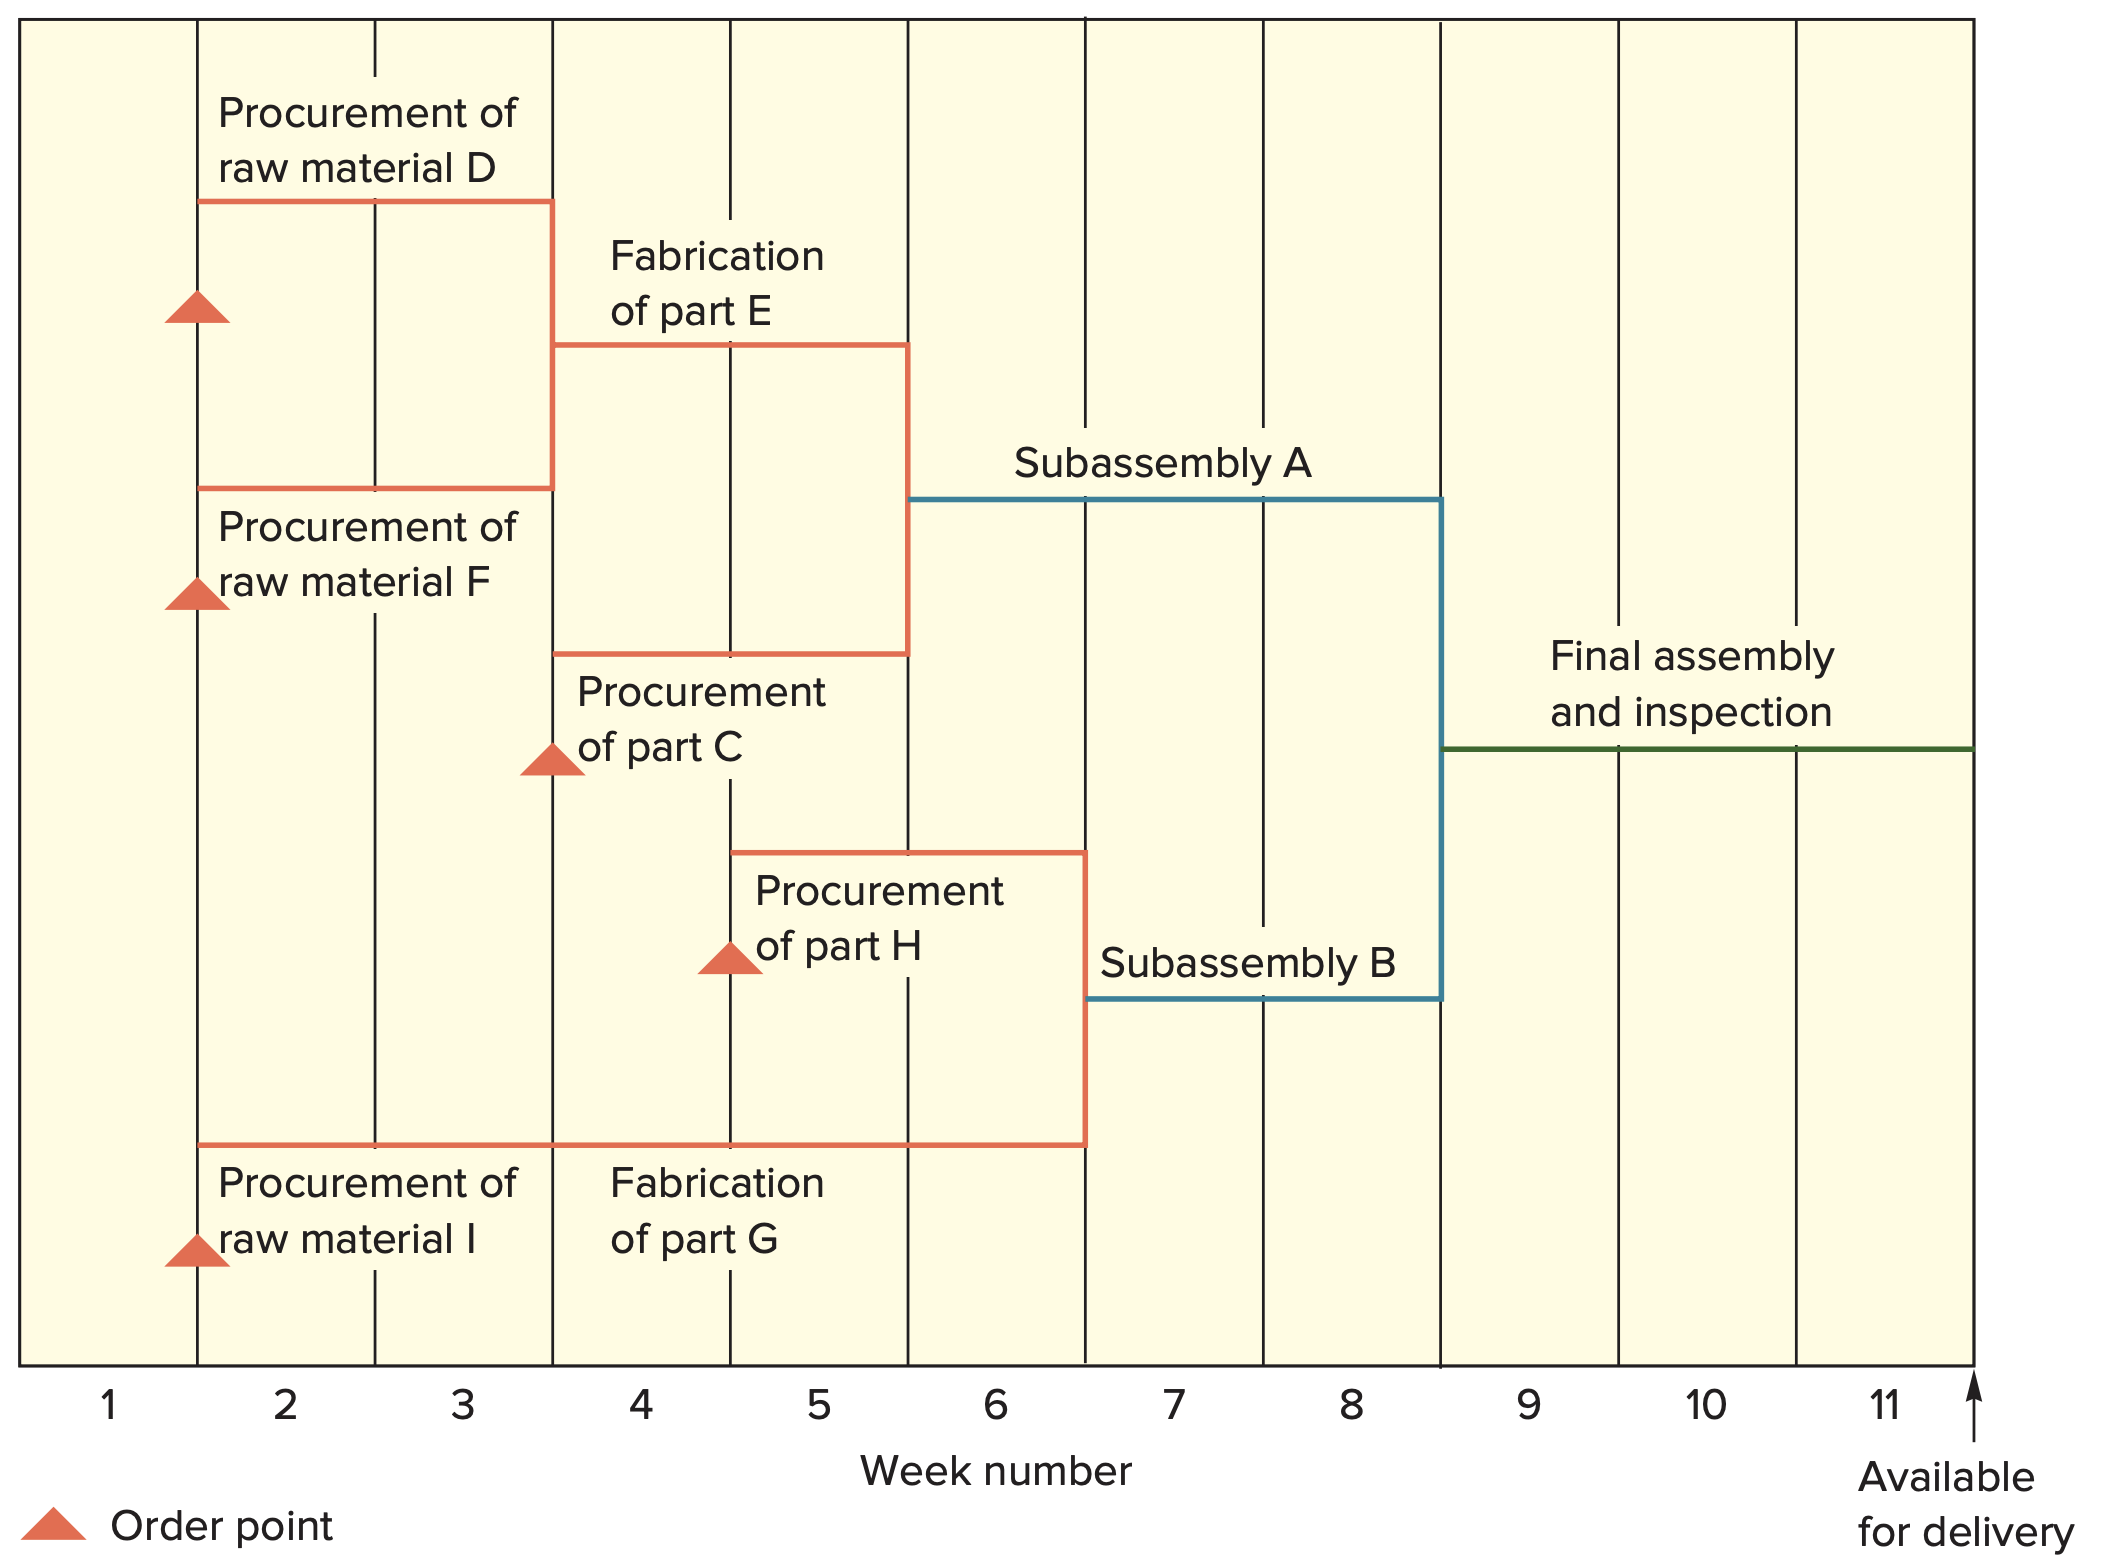 Procurement of
raw material D
Fabrication
of part E
Subassembly A
Procurement of
raw material F
Final assembly
and inspection
Procurement
of part C
Procurement
of part H
Subassembly B
Procurement of
raw material I
Fabrication
of part G
1 2 3 4 5 6 7 8 9 10 11
Week number
Available
for delivery
Order point